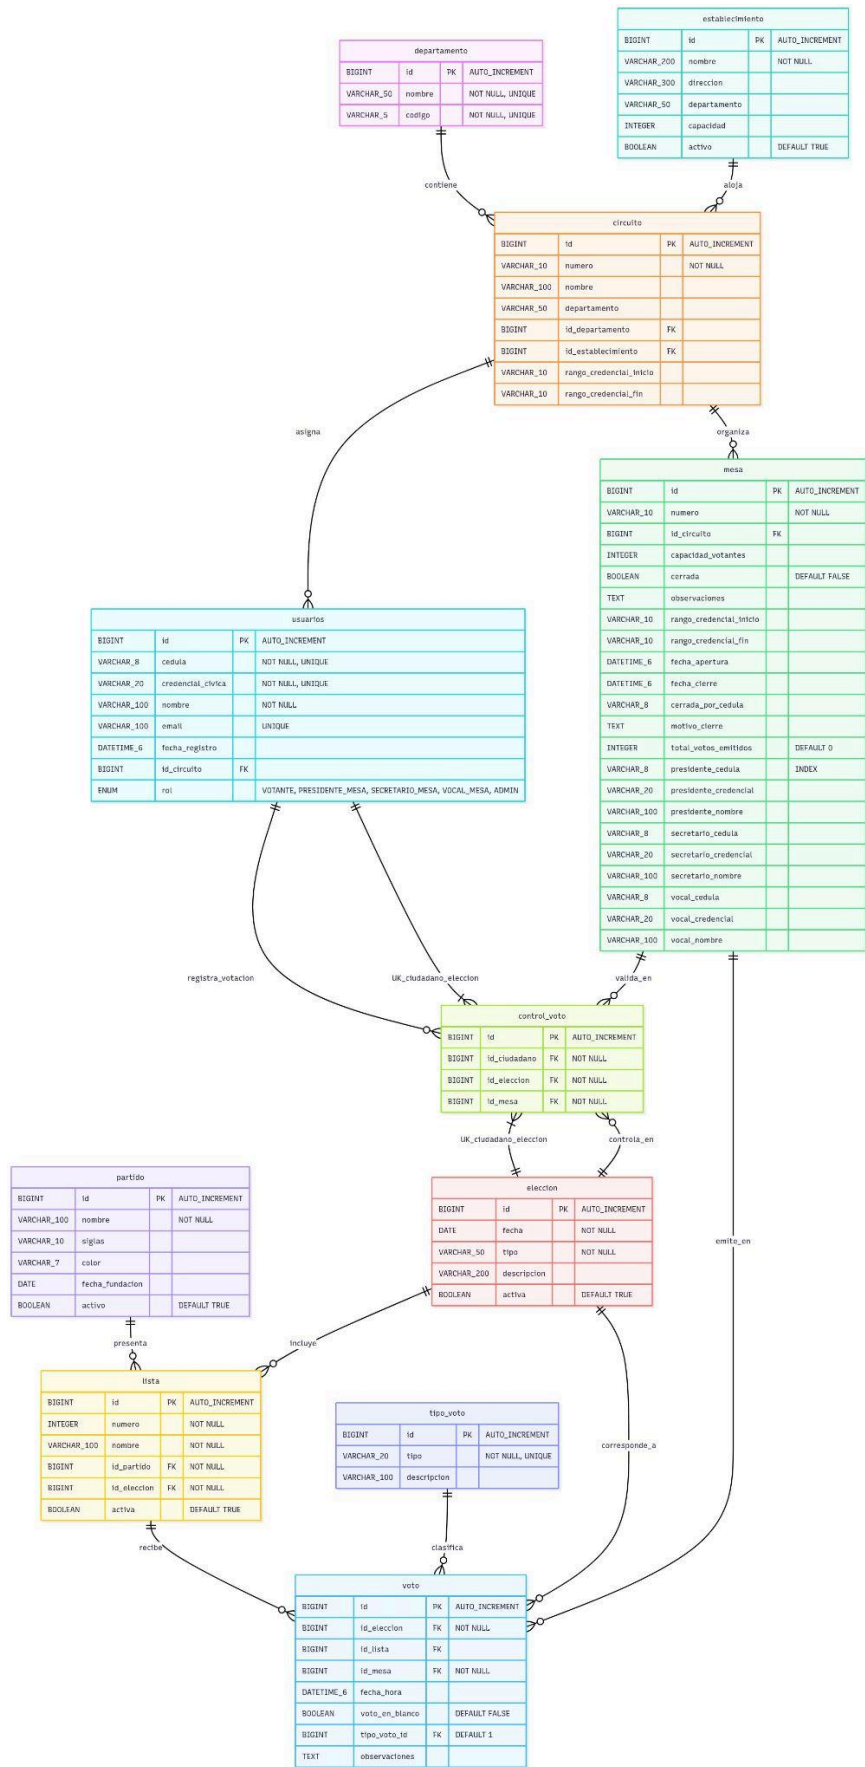 departamento
BIGINT id PK AUTO_INCREMENT
VARCHAR_50 nombre NOT NULL, UNIQUE
VARCHAR_5 codigo NOT NULL, UNIQUE
establecimiento
BIGINT id PK AUTO_INCREMENT
VARCHAR_200 nombre NOT NULL
VARCHAR_300 direccion
VARCHAR_50 departamento
INTEGER capacidad
BOOLEAN activo DEFAULT TRUE
contiene
aloja
circuito
BIGINT id PK AUTO_INCREMENT
VARCHAR_10 numero NOT NULL
VARCHAR_100 nombre
VARCHAR_50 departamento
BIGINT id_departamento FK
BIGINT id_establecimiento FK
VARCHAR_10 rango_credencial_inicio
VARCHAR_10 rango_credencial_fin
asigna
organiza
mesa
BIGINT id PK AUTO_INCREMENT
VARCHAR_10 numero NOT NULL
BIGINT id_circuito FK
INTEGER capacidad_votantes
BOOLEAN cerrada DEFAULT FALSE
TEXT observaciones
VARCHAR_10 rango_credencial_inicio
VARCHAR_10 rango_credencial_fin
DATETIME_6 fecha_apertura
DATETIME_6 fecha_cierre
VARCHAR_8 cerrada_por_cedula
TEXT motivo_cierre
INTEGER total_votos_emitidos DEFAULT 0
VARCHAR_8 presidente_cedula INDEX
VARCHAR_20 presidente_credencial
VARCHAR_100 presidente_nombre
VARCHAR_8 secretario_cedula
VARCHAR_20 secretario_credencial
VARCHAR_100 secretario_nombre
VARCHAR_8 vocal_cedula
VARCHAR_20 vocal_credencial
VARCHAR_100 vocal_nombre
usuarios
BIGINT id PK AUTO_INCREMENT
VARCHAR_8 cedula NOT NULL, UNIQUE
VARCHAR_20 credencial_civica NOT NULL, UNIQUE
VARCHAR_100 nombre NOT NULL
VARCHAR_100 email UNIQUE
DATETIME_6 fecha_registro
BIGINT id_circuito FK
ENUM rol VOTANTE, PRESIDENTE_MESA, SECRETARIO_MESA, VOCAL_MESA, ADMIN
registra_votacion
UK_ciudadano_eleccion
valida_en
control_voto
BIGINT id PK AUTO_INCREMENT
BIGINT id_ciudadano FK NOT NULL
BIGINT id_eleccion FK NOT NULL
BIGINT id_mesa FK NOT NULL
UK_ciudadano_eleccion
controla_en
partido
BIGINT id PK AUTO_INCREMENT
VARCHAR_100 nombre NOT NULL
VARCHAR_10 siglas
VARCHAR_7 color
DATE fecha_fundacion
BOOLEAN activo DEFAULT TRUE
eleccion
BIGINT id PK AUTO_INCREMENT
DATE fecha NOT NULL
VARCHAR_50 tipo NOT NULL
VARCHAR_200 descripcion
BOOLEAN activa DEFAULT TRUE
emite_en
presenta
incluye
lista
BIGINT id PK AUTO_INCREMENT
INTEGER numero NOT NULL
VARCHAR_100 nombre NOT NULL
BIGINT id_partido FK NOT NULL
BIGINT id_eleccion FK NOT NULL
BOOLEAN activa DEFAULT TRUE
tipo_voto
BIGINT id PK AUTO_INCREMENT
VARCHAR_20 tipo NOT NULL, UNIQUE
VARCHAR_100 descripcion
corresponde_a
recibe
clasifica
voto
BIGINT id PK AUTO_INCREMENT
BIGINT id_eleccion FK NOT NULL
BIGINT id_lista FK
BIGINT id_mesa FK NOT NULL
DATETIME_6 fecha_hora
BOOLEAN voto_en_blanco DEFAULT FALSE
BIGINT tipo_voto_id FK DEFAULT 1
TEXT observaciones